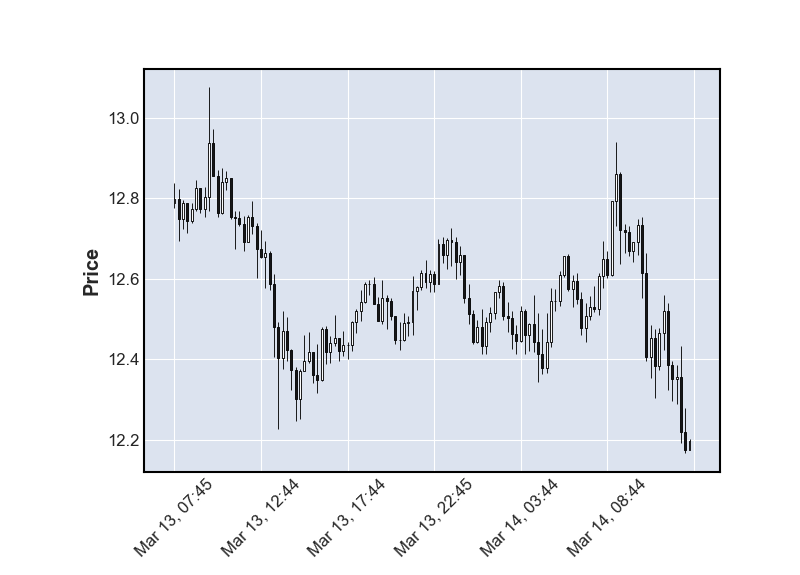 13.0
12.8
12.6
12.4
12.2
Price
Mar 13, 07:45
Mar 13, 12:44
Mar 13, 17:44
Mar 13, 22:45
Mar 14, 03:44
Mar 14, 08:44